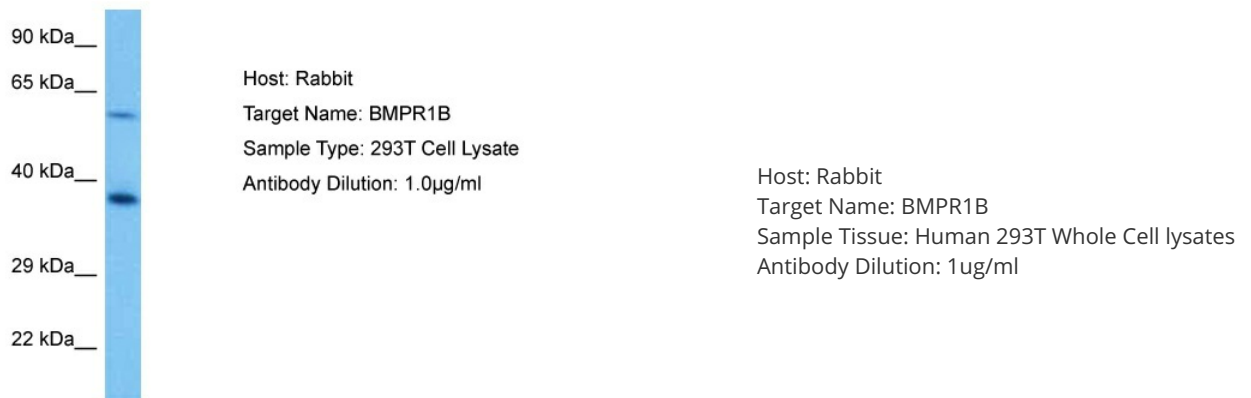 90 kDa__
65 kDa__
40 kDa__
29 kDa__
22 kDa__
Host: Rabbit
Target Name: BMPR1B
Sample Type: 293T Cell Lysate
Antibody Dilution: 1.0µg/ml
Host: Rabbit
Target Name: BMPR1B
Sample Tissue: Human 293T Whole Cell lysates
Antibody Dilution: 1ug/ml